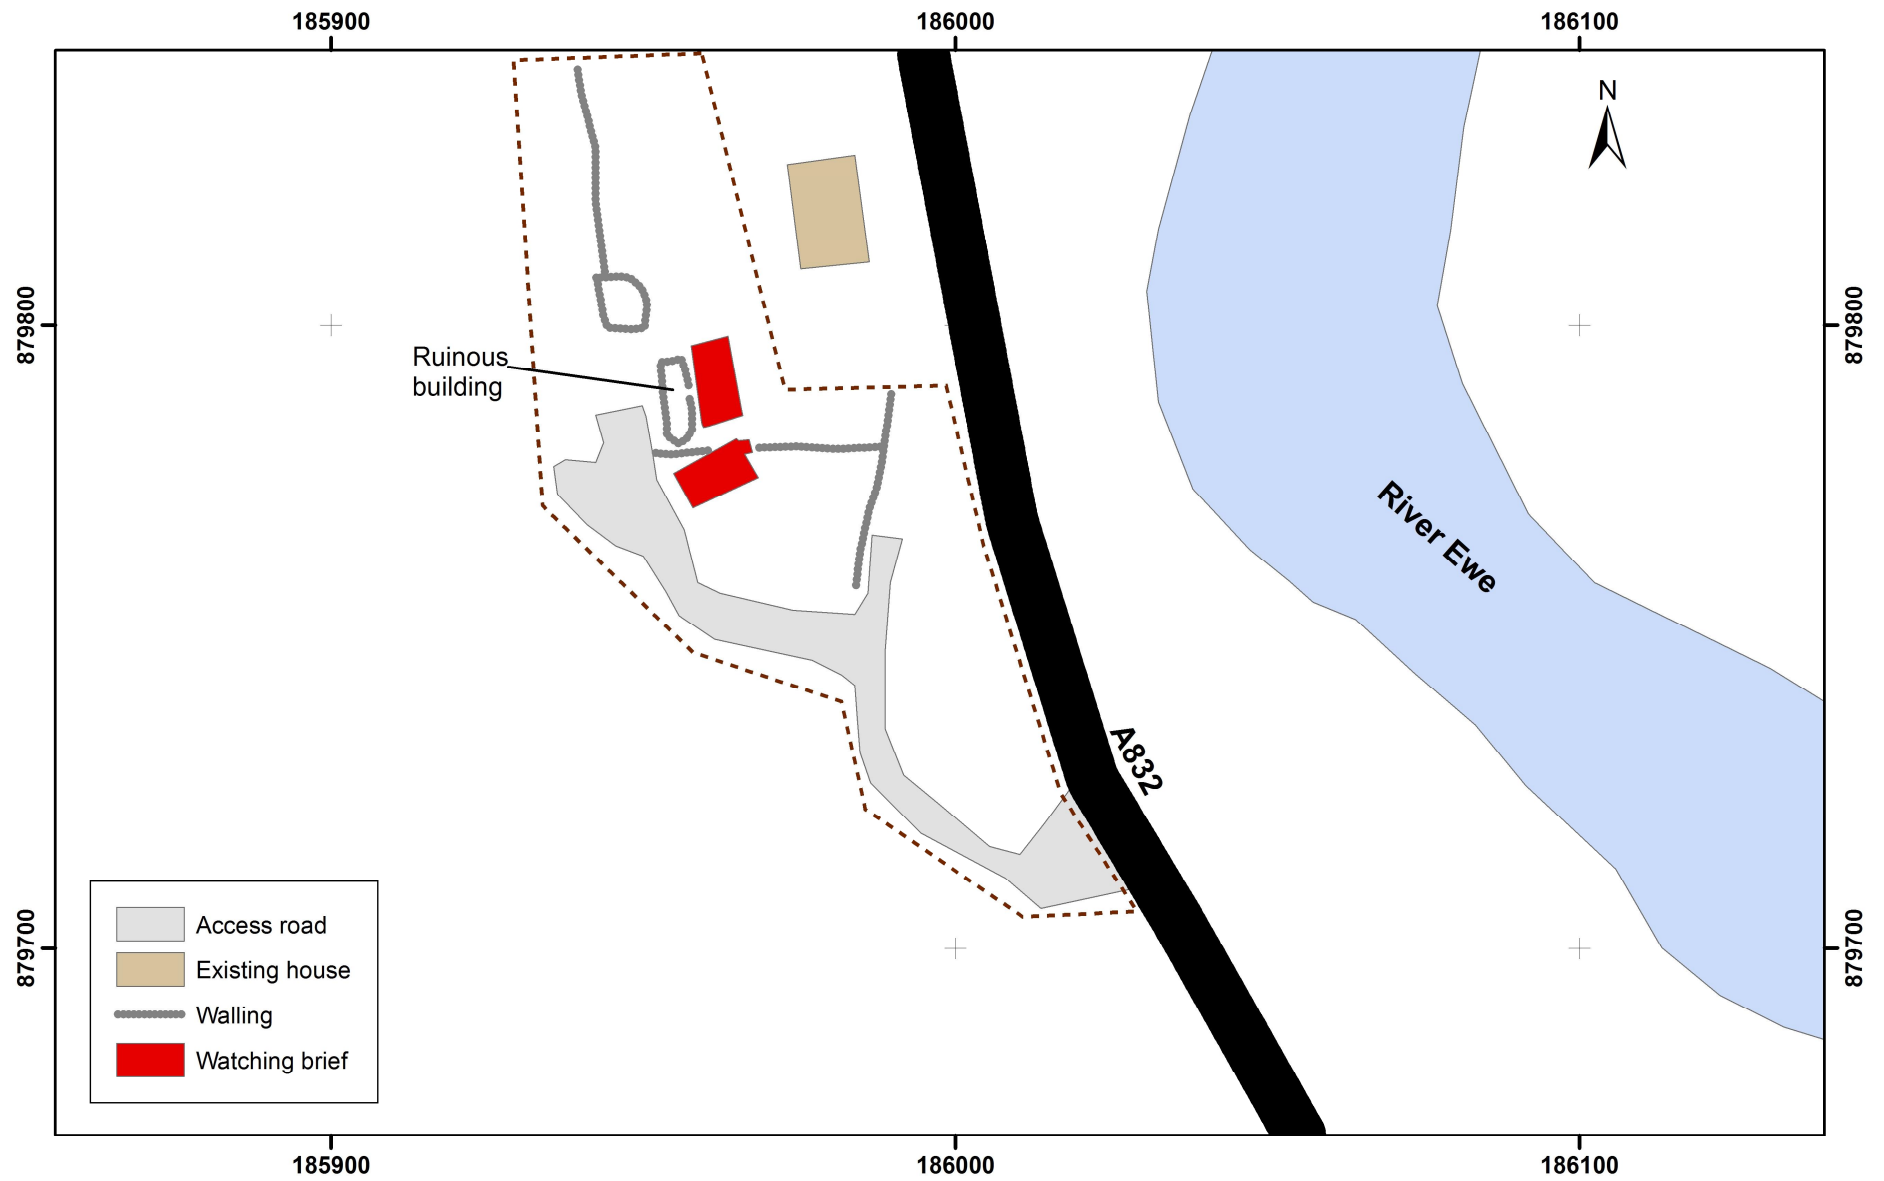 185900
186000
186100
N
879800
879800
Ruinous
building
River Ewe
A832
879700
879700
Access road
Existing house
Walling
Watching brief
185900
186000
186100